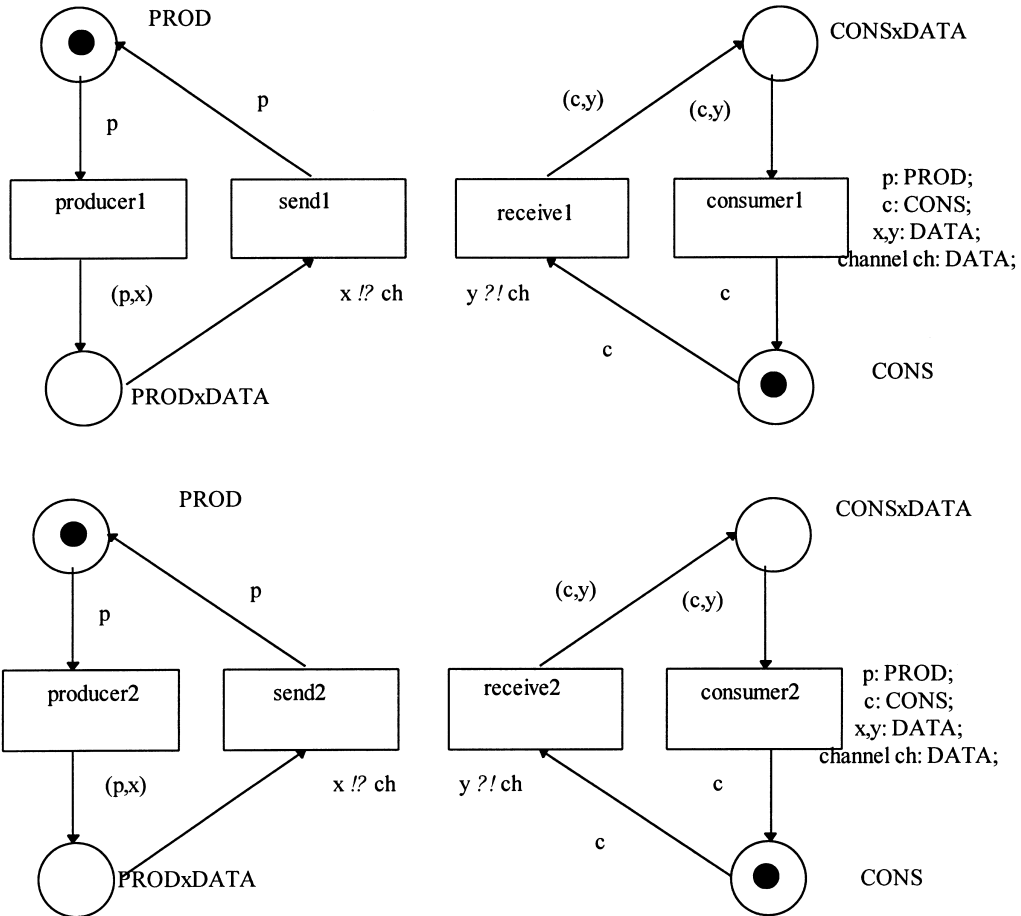 PROD
CONSxDATA
p
(c,y)
(c,y)
p
producer1
send1
receive1
consumer1
p: PROD;
c: CONS;
x,y: DATA;
channel ch: DATA;
(p,x)
x !? ch
y ?! ch
c
c
PRODxDATA
CONS
PROD
CONSxDATA
p
(c,y)
(c,y)
p
producer2
send2
receive2
consumer2
p: PROD;
c: CONS;
x,y: DATA;
channel ch: DATA;
(p,x)
x !? ch
y ?! ch
c
c
PRODxDATA
CONS